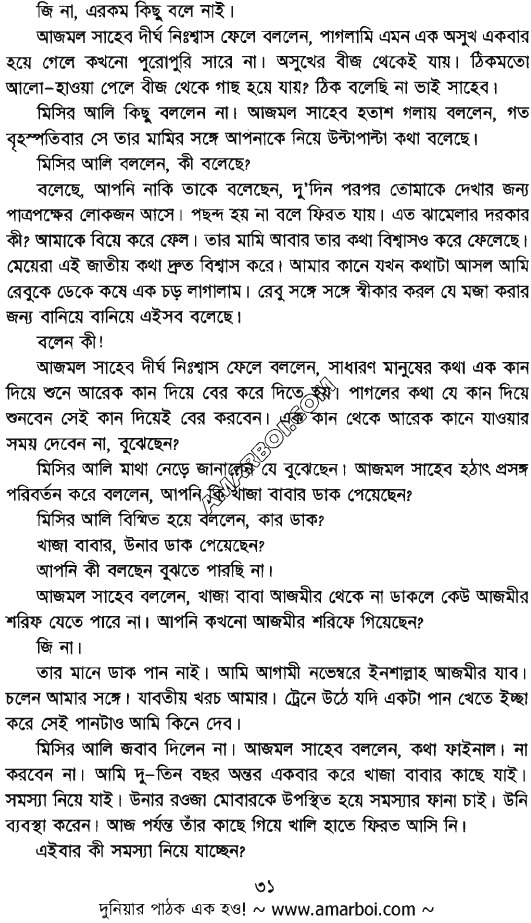 জি না, এরকম কিছু বলে নাই।
আজমল সাহেব দীর্ঘ নিঃশ্বাস ফেলে বললেন, পাগলামি এমন এক অসুখ একবার
হয়ে গেলে কখনো পুরোপুরি সারে না। অসুখের বীজ থেকেই যায়। ঠিকমতো
আলো-হাওয়া পেলে বীজ থেকে গাছ হয়ে যায়? ঠিক বলেছি না ভাই সাহেব।
মিসির আলি কিছু বললেন না। আজমল সাহেব হতাশ গলায় বললেন, গত
বৃহস্পতিবার সে তার মামির সঙ্গে আপনাকে নিয়ে উল্টাপাল্টা কথা বলেছে।
মিসির আলি বললেন, কী বলেছে?
বলেছে, আপনি নাকি তাকে বলেছেন, দু'দিন পরপর তোমাকে দেখার জন্য
পাত্রপক্ষের লোকজন আসে। পছন্দ হয় না বলে ফিরত যায়। এত ঝামেলার দরকার
কী? আমাকে বিয়ে করে ফেল। তার মামি আবার তার কথা বিশ্বাসও করে ফেলেছে।
মেয়েরা এই জাতীয় কথা দ্রুত বিশ্বাস করে। আমার কানে যখন কথাটা আসল আমি
রেবুকে ডেকে কষে এক চড় লাগালাম। রেবু সঙ্গে সঙ্গে স্বীকার করল যে মজা করার
জন্য বানিয়ে বানিয়ে এইসব বলেছে।
বলেন কী!
আজমল সাহেব দীর্ঘ নিঃশ্বাস ফেলে বললেন, সাধারণ মানুষের কথা এক কান
দিয়ে শুনে আরেক কান দিয়ে বের করে দিতে হয়। পাগলের কথা যে কান দিয়ে
শুনবেন সেই কান দিয়েই বের করবেন। এক কান থেকে আরেক কানে যাওয়ার
সময় দেবেন না, বুঝেছেন?
মিসির আলি মাথা নেড়ে জানালেন যে বুঝেছেন। আজমল সাহেব হঠাৎ প্রসঙ্গ
পরিবর্তন করে বললেন, আপনি কি খাজা বাবার ডাক পেয়েছেন?
মিসির আলি বিস্মিত হয়ে বললেন, কার ডাক?
খাজা বাবার, উনার ডাক পেয়েছেন?
আপনি কী বলছেন বুঝতে পারছি না।
আজমল সাহেব বললেন, খাজা বাবা আজমীর থেকে না ডাকলে কেউ আজমীর
শরিফ যেতে পারে না। আপনি কখনো আজমীর শরিফে গিয়েছেন?
জি না।
তার মানে ডাক পান নাই। আমি আগামী নভেম্বরে ইনশাল্লাহ আজমীর যাব।
চলেন আমার সঙ্গে। যাবতীয় খরচ আমার। ট্রেনে উঠে যদি একটা পান খেতে ইচ্ছা
করে সেই পানটাও আমি কিনে দেব।
মিসির আলি জবাব দিলেন না। আজমল সাহেব বললেন, কথা ফাইনাল। না
করবেন না। আমি দু-তিন বছর অন্তর একবার করে খাজা বাবার কাছে যাই।
সমস্যা নিয়ে যাই। উনার রওজা মোবারকে উপস্থিত হয়ে সমস্যার ফানা চাই। উনি
ব্যবস্থা করেন। আজ পর্যন্ত তাঁর কাছে গিয়ে খালি হাতে ফিরত আসি নি।
এইবার কী সমস্যা নিয়ে যাচ্ছেন?
AMARBOI.COM
৩১
দুনিয়ার পাঠক এক হও! ~ www.amarboi.com ~